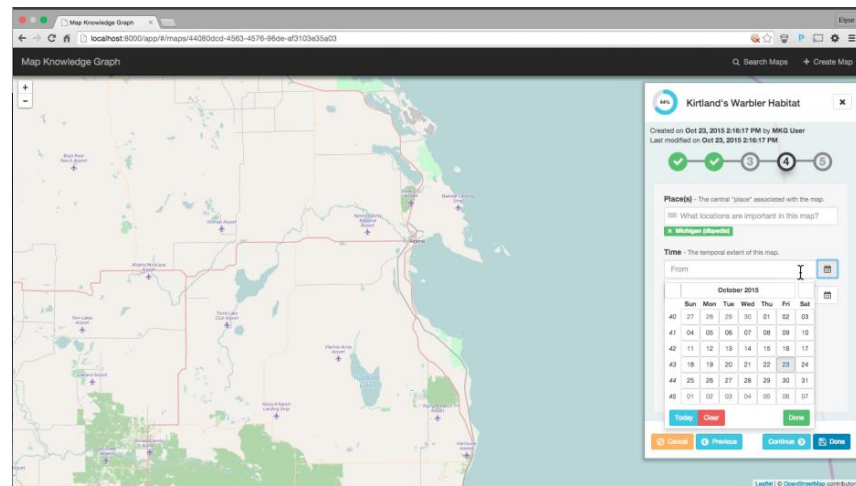 Map Knowledge Graph
Elyse
localhost:8000/app/#/maps/44080dcd-4563-4576-96de-af3103e35a03
Map Knowledge Graph
Search Maps
+ Create Map
+
-
54%
Kirtland's Warbler Habitat
Created on Oct 23, 2015 2:16:17 PM by MKG User
Last modified on Oct 23, 2015 2:16:17 PM
3 4 5
Place(s) - The central "place" associated with the map.
What locations are important in this map?
Michigan (dbpedia)
Time - The temporal extent of this map.
From
October 2015
Sun Mon Tue Wed Thu Fri Sat
40 27 28 29 30 01 02 03
41 04 05 06 07 08 09 10
42 11 12 13 14 15 16 17
43 18 19 20 21 22 23 24
44 25 26 27 28 29 30 31
45 01 02 03 04 05 06 07
Today Clear Done
Cancel Previous Continue Done
Alpena
Leaflet | © OpenStreetMap contributors